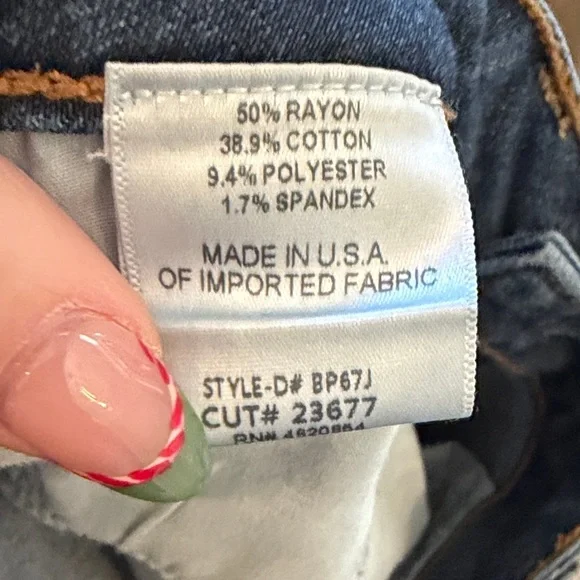 50% RAYON
38.9% COTTON
9.4% POLYESTER
1.7% SPANDEX
MADE IN U.S.A.
OF IMPORTED FABRIC
STYLE-D# BP67J
CUT# 23677
RN#